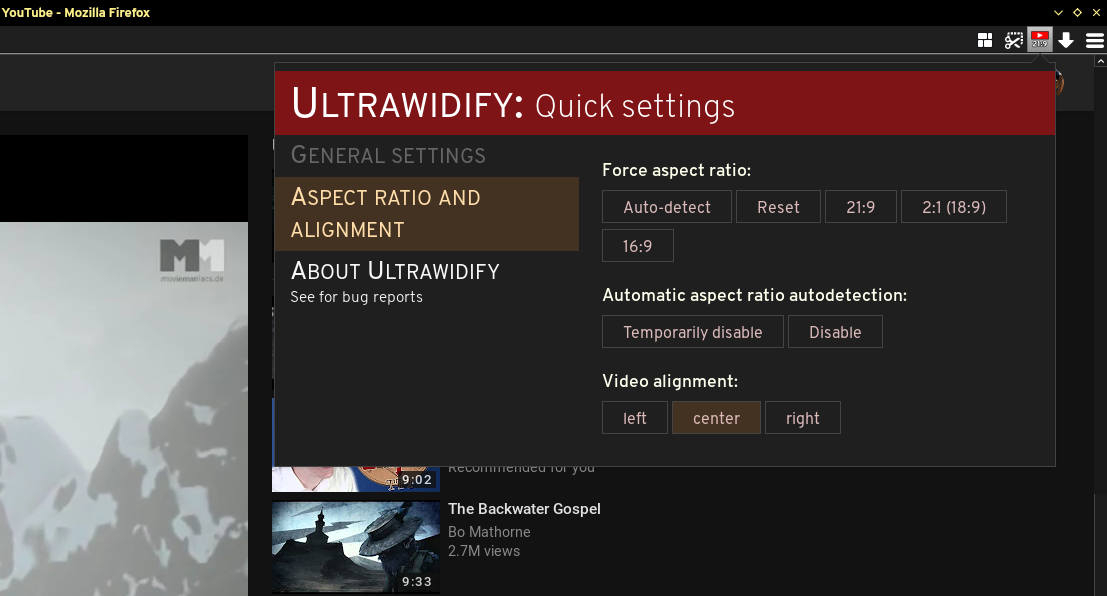 YouTube - Mozilla Firefox
21:9
ULTRAWIDIFY: Quick settings
GENERAL SETTINGS
ASPECT RATIO AND
ALIGNMENT
ABOUT ULTRAWIDIFY
See for bug reports
Force aspect ratio:
Auto-detect Reset 21:9 2:1 (18:9)
16:9
Automatic aspect ratio autodetection:
Temporarily disable Disable
Video alignment:
left center right
MM
moviemaniacs.de
Recommended for you
9:02
The Backwater Gospel
Bo Mathorne
2.7M views
9:33